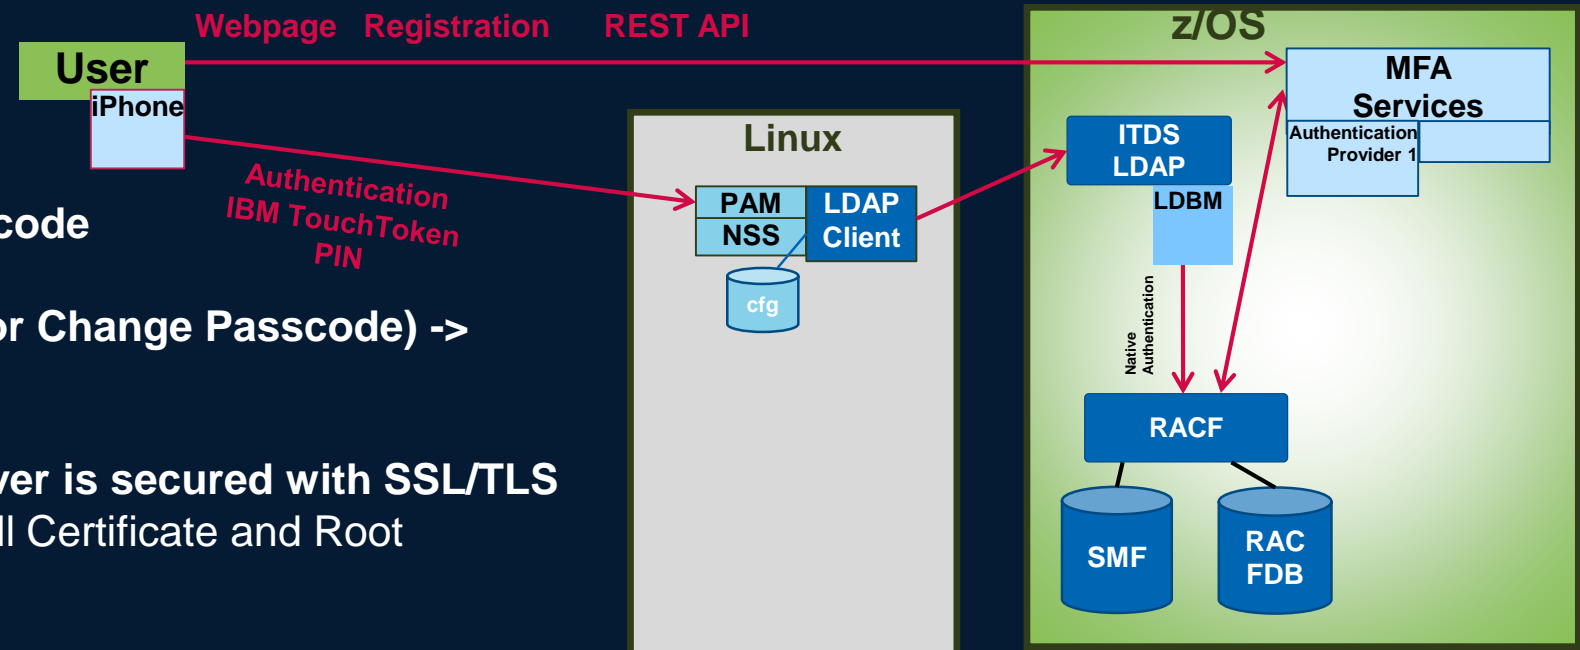 Webpage Registration REST API
z/OS
User
iPhone
MFA
Services
Authentication
Provider 1
Linux
ITDS
LDAP
LDBM
Authentication
IBM TouchToken
PIN
PAM
NSS
LDAP
Client
cfg
code
or Change Passcode) ->
Native
Authentication
RACF
ver is secured with SSL/TLS
ll Certificate and Root
SMF
RAC
FDB